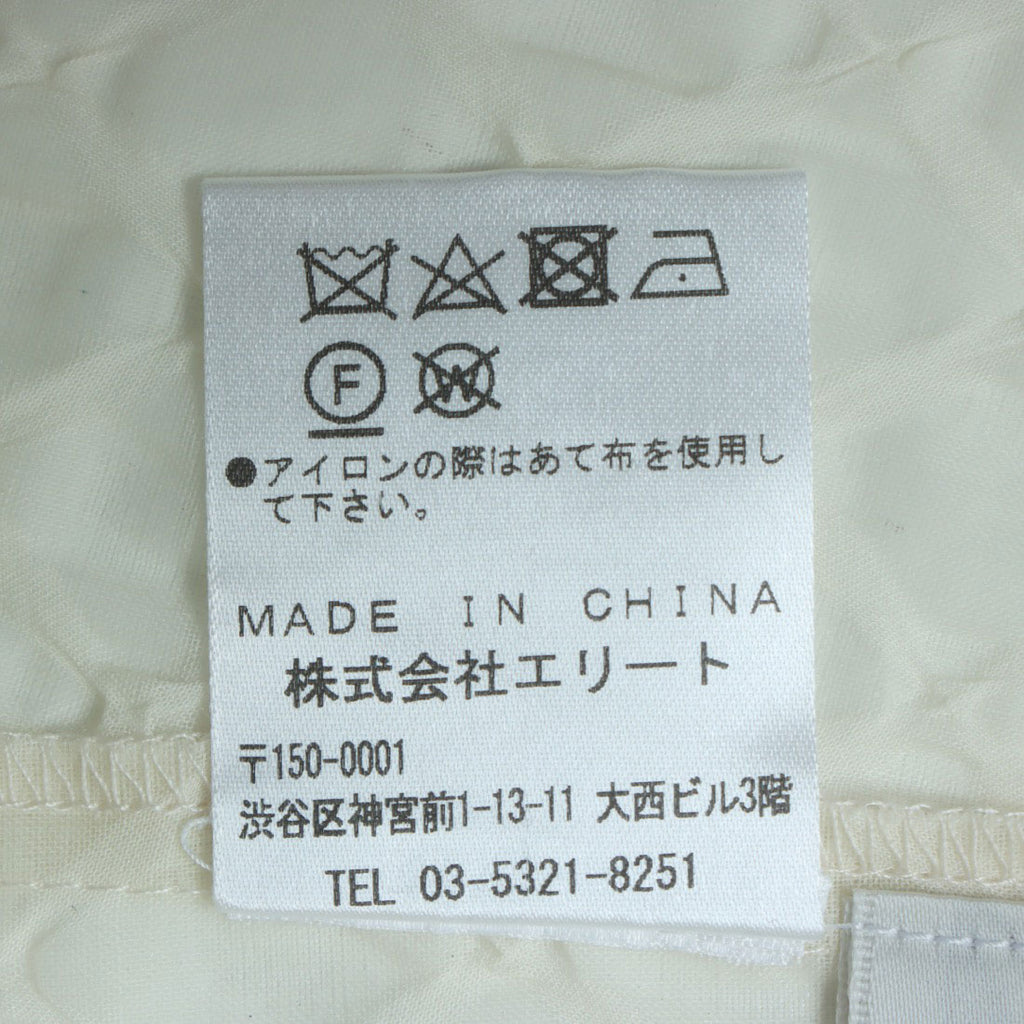 F W
●アイロンの際はあて布を使用し
て下さい。
MADE IN CHINA
株式会社エリート
〒150-0001
渋谷区神宮前1-13-11 大西ビル3階
TEL 03-5321-8251